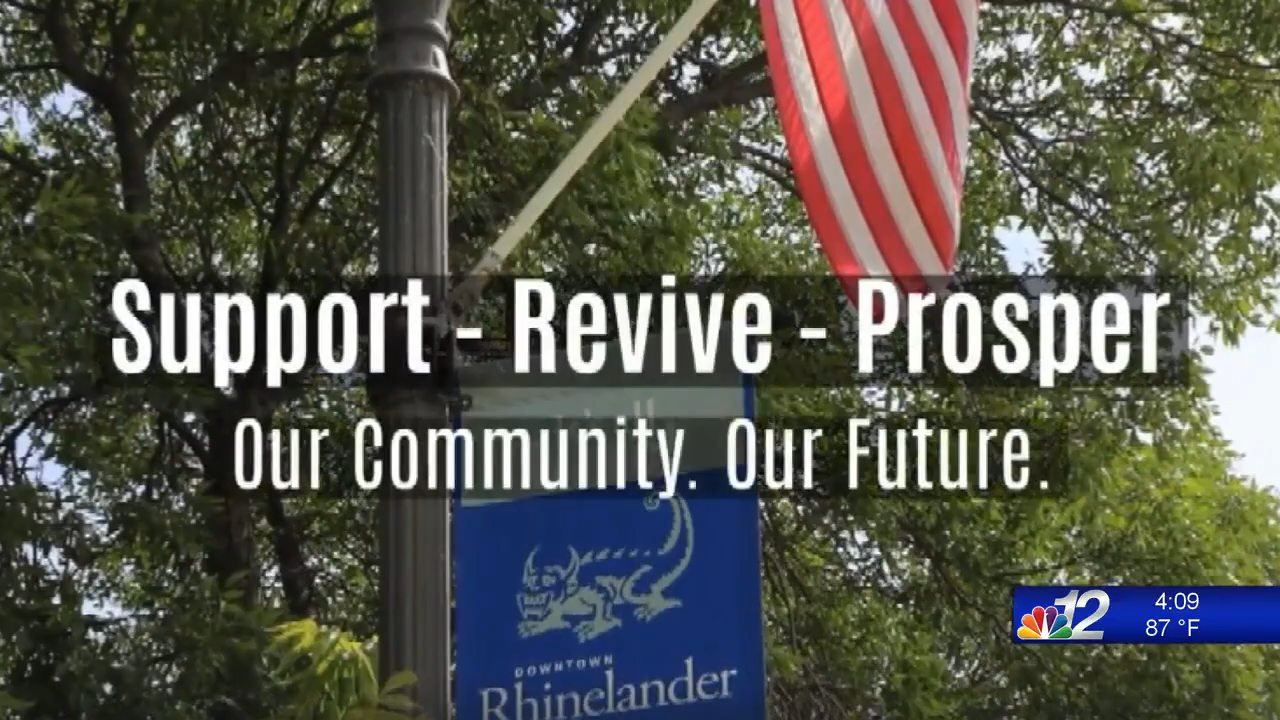 Support - Revive - Prosper
Our Community. Our Future.
DOWNTOWN
Rhinelander
12
4:09
87 °F